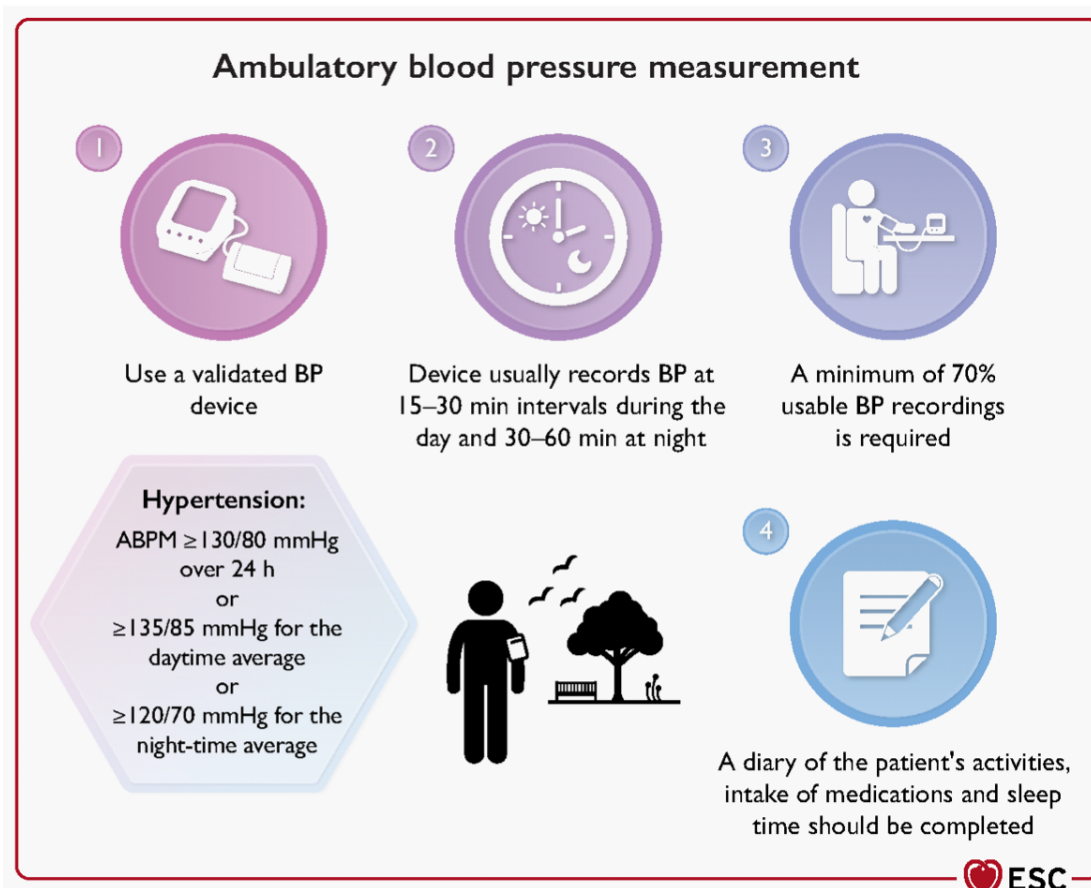 Ambulatory blood pressure measurement
1
Use a validated BP
device
2
Device usually records BP at
15–30 min intervals during the
day and 30–60 min at night
3
A minimum of 70%
usable BP recordings
is required
Hypertension:
ABPM ≥130/80 mmHg
over 24 h
or
≥135/85 mmHg for the
daytime average
or
≥120/70 mmHg for the
night-time average
4
A diary of the patient's activities,
intake of medications and sleep
time should be completed
ESC